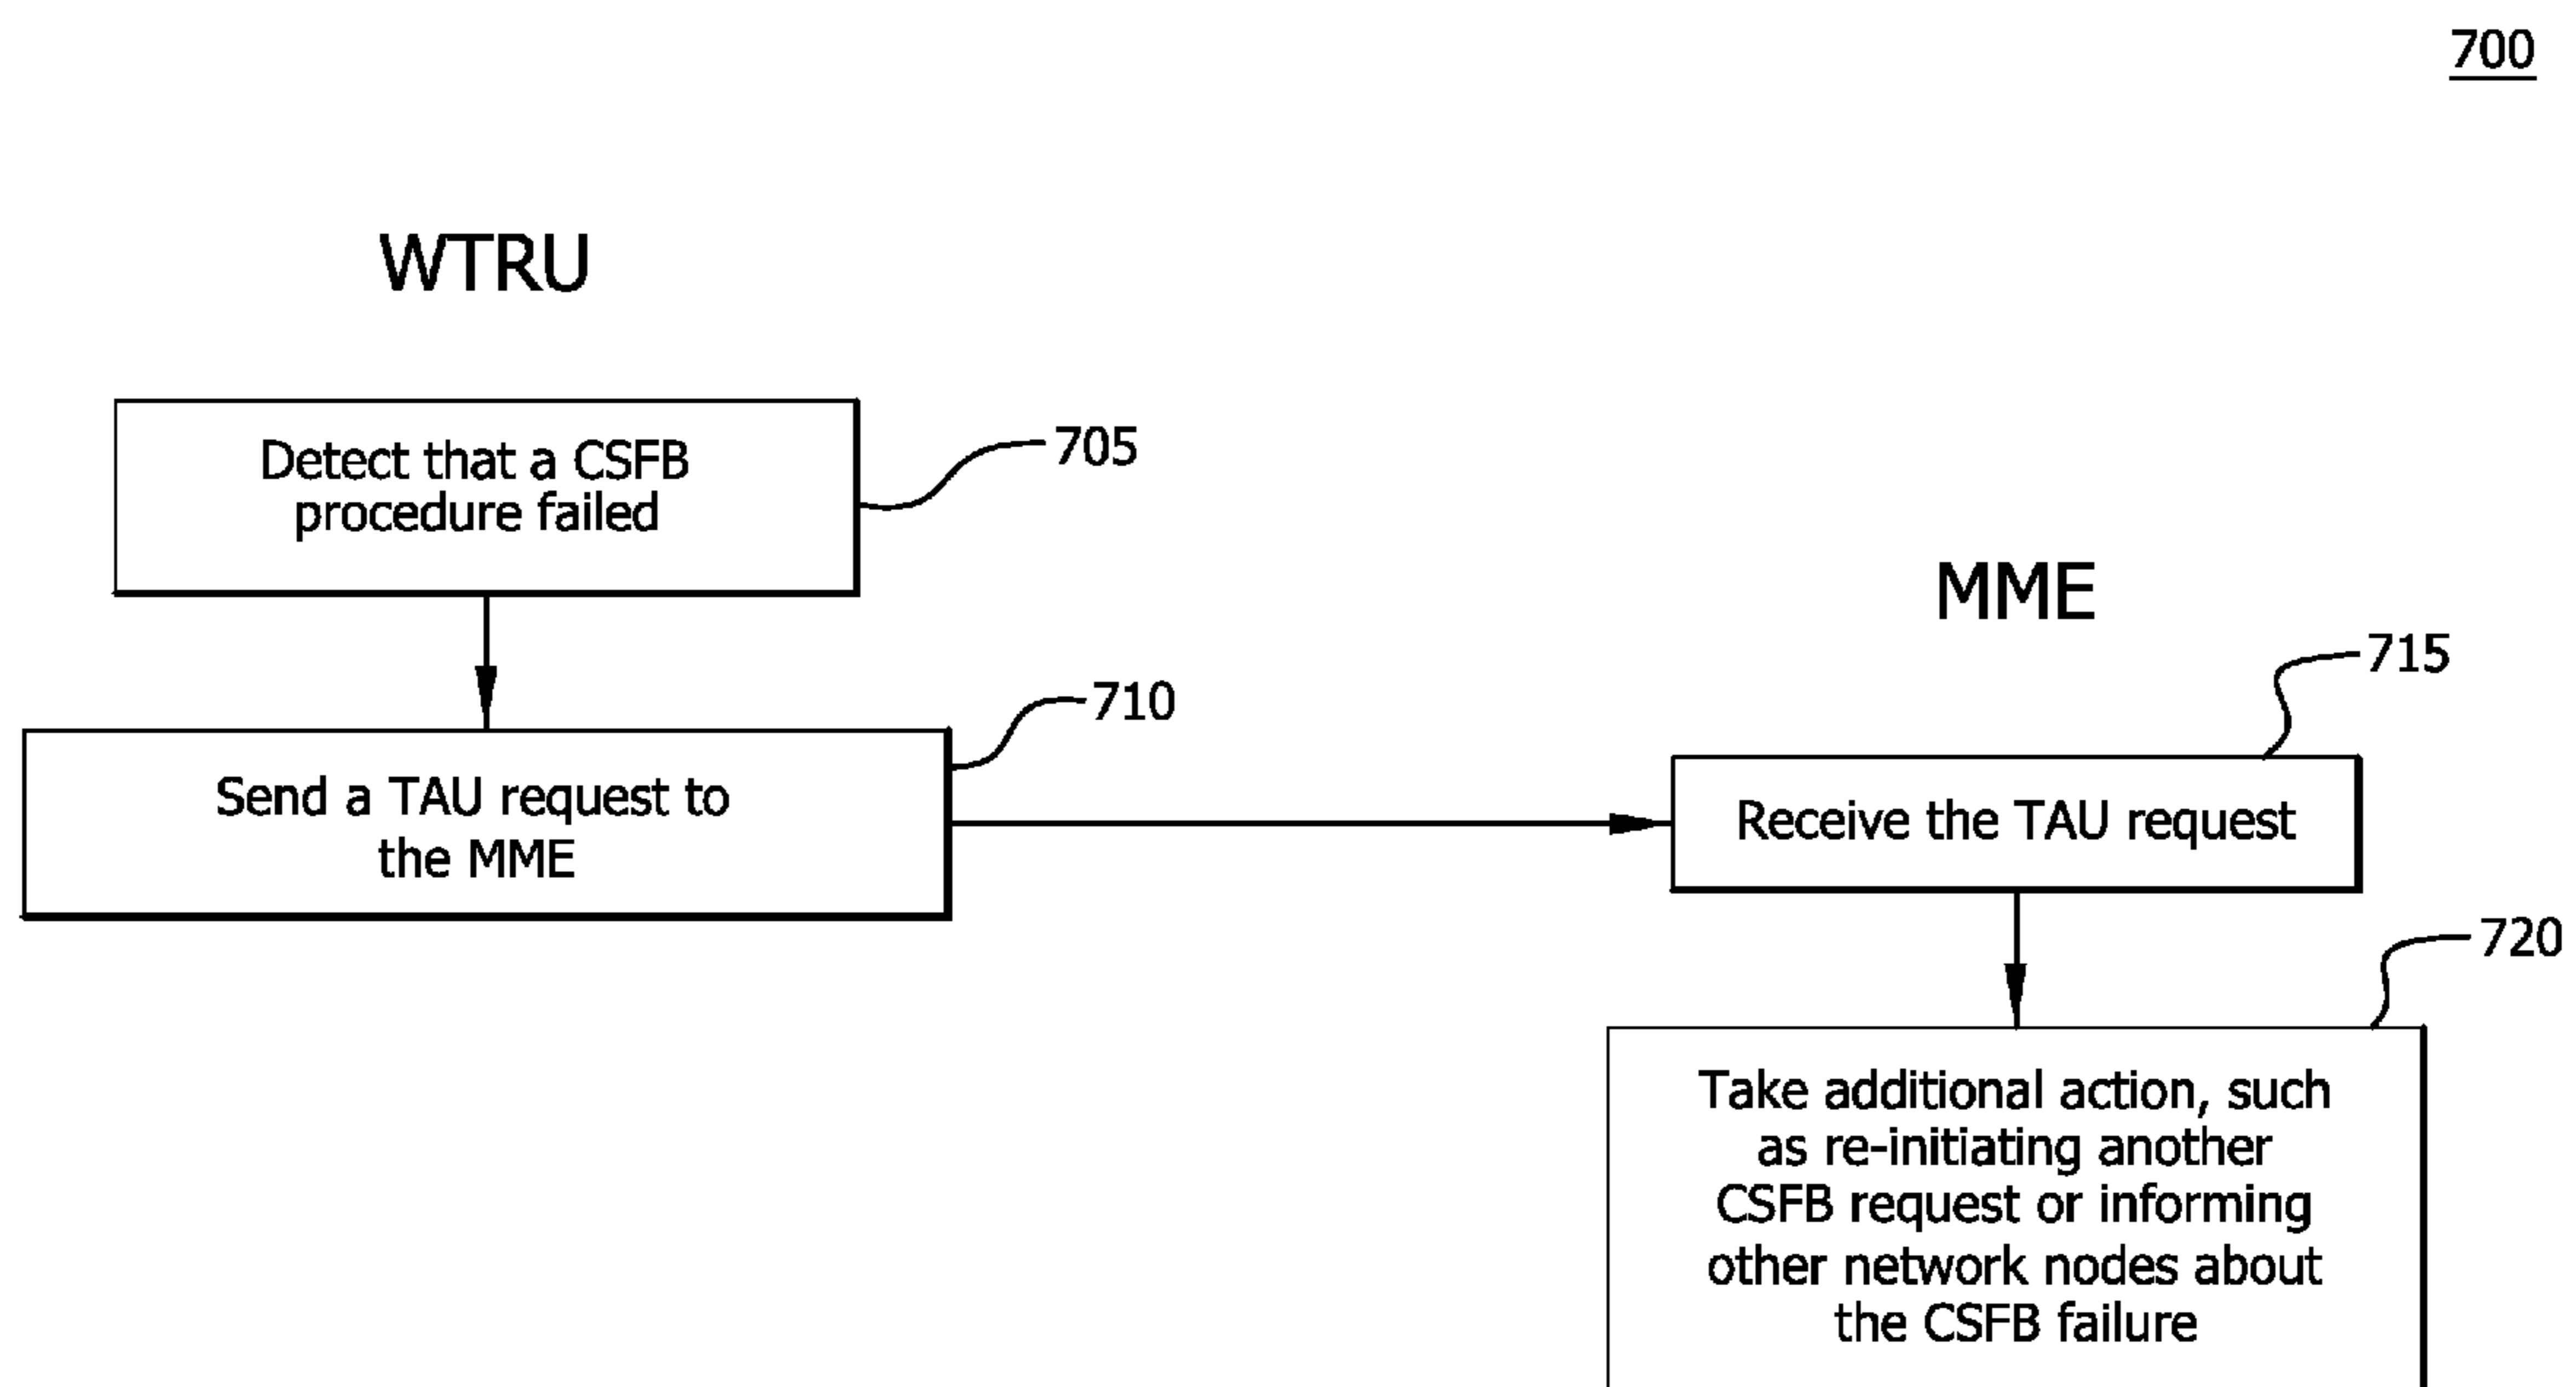 700
WTRU
Detect that a CSFB
procedure failed
705
MME
715
710
Send a TAU request to
the MME
Receive the TAU request
720
Take additional action, such
as re-initiating another
CSFB request or informing
other network nodes about
the CSFB failure